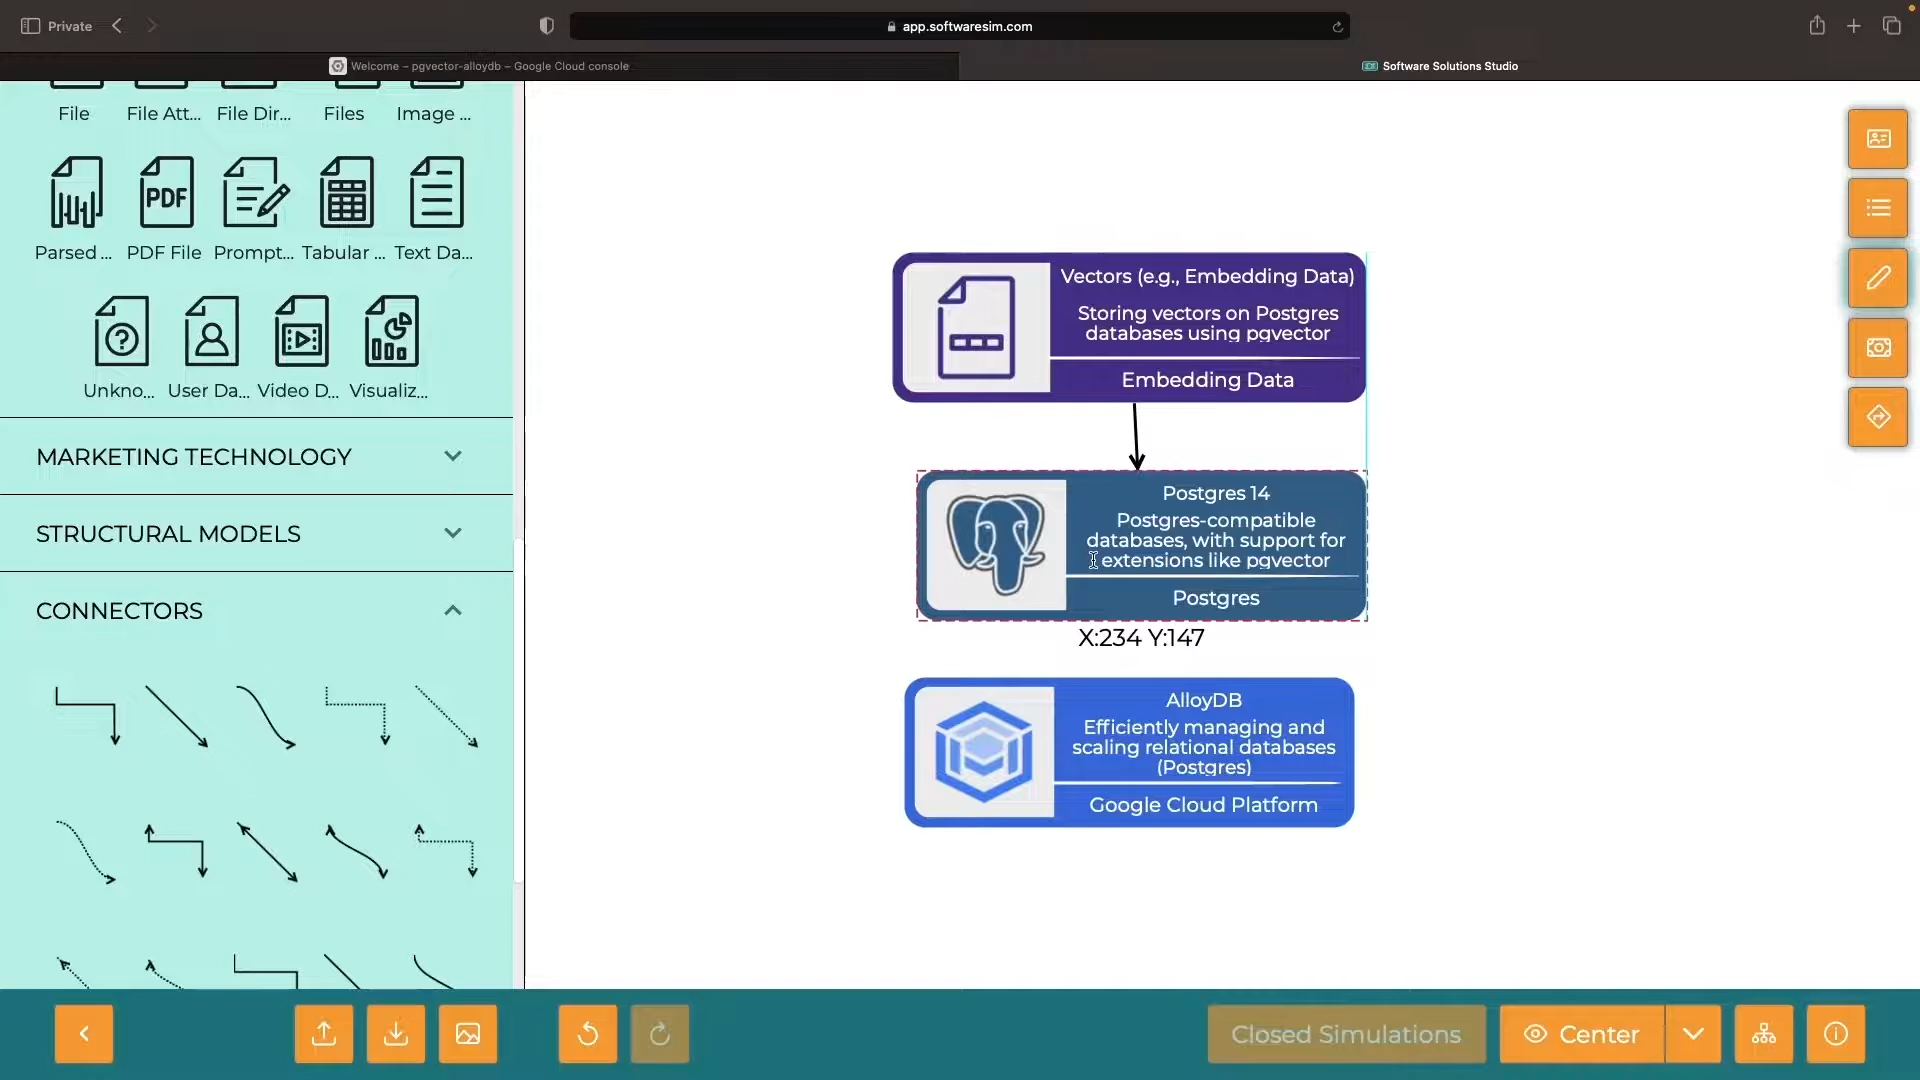 Private
app.softwaresim.com
Welcome – pgvector-alloydb – Google Cloud console
Software Solutions Studio
File
File Att...
File Dir...
Files
Image ...
PDF
Parsed ...
PDF File
Prompt...
Tabular ...
Text Da...
Unkno...
User Da...
Video D...
Visualiz...
MARKETING TECHNOLOGY
STRUCTURAL MODELS
CONNECTORS
Vectors (e.g., Embedding Data)
Storing vectors on Postgres
databases using pgvector
Embedding Data
Postgres 14
Postgres-compatible
databases, with support for
extensions like pgvector
Postgres
X:234 Y:147
AlloyDB
Efficiently managing and
scaling relational databases
(Postgres)
Google Cloud Platform
Closed Simulations
Center